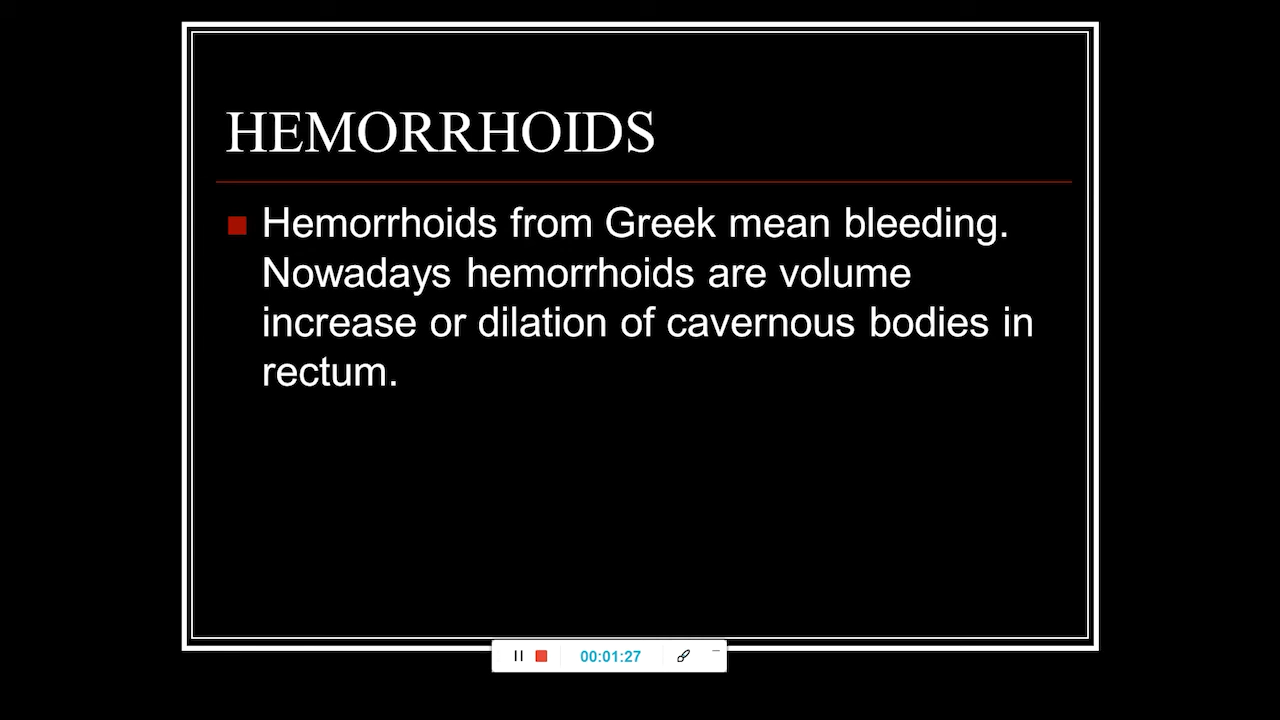 HEMORRHOIDS
Hemorrhoids from Greek mean bleeding.
Nowadays hemorrhoids are volume
increase or dilation of cavernous bodies in
rectum.
00:01:27